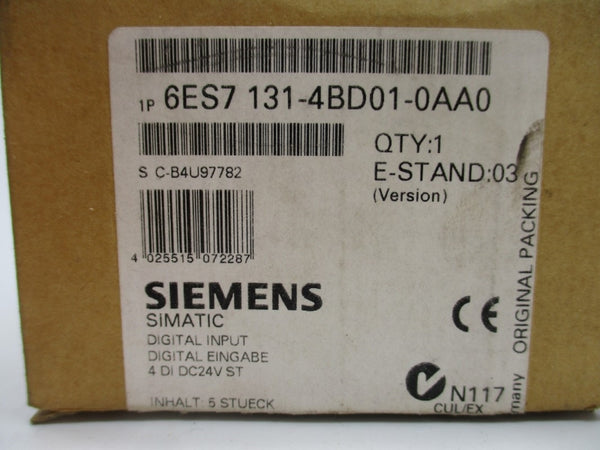 1P 6ES7 131-4BD01-0AA0
QTY:1
S C-B4U97782
E-STAND:03
(Version)
4 025515 072287
SIEMENS
SIMATIC
DIGITAL INPUT
DIGITAL EINGABE
4 DI DC24V ST
INHALT: 5 STUECK
CE
N117
CUL/EX
ORIGINAL PACKING